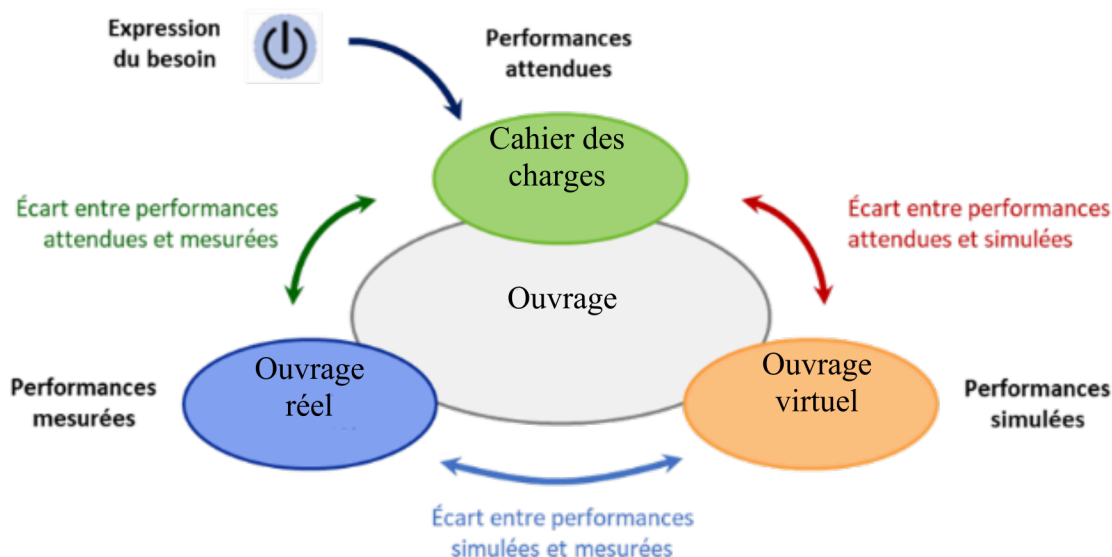 Expression
du besoin
Performances
attendues
Cahier des
charges
Écart entre performances
attendues et mesurées
Écart entre performances
attendues et simulées
Ouvrage
Ouvrage
réel
Ouvrage
virtuel
Performances
mesurées
Performances
simulées
Écart entre performances
simulées et mesurées